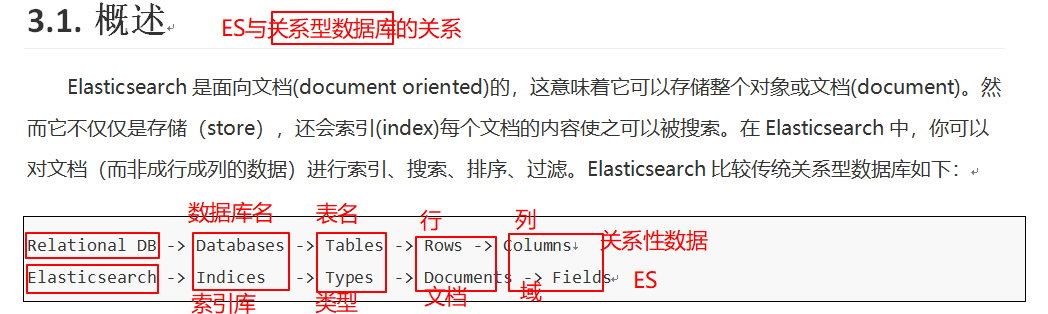 3.1. 概述
ES与关系型数据库的关系
Elasticsearch 是面向文档(document oriented)的，这意味着它可以存储整个对象或文档(document)。然
而它不仅仅是存储（store），还会索引(index)每个文档的内容使之可以被搜索。在 Elasticsearch 中，你可以
对文档（而非成行成列的数据）进行索引、搜索、排序、过滤。Elasticsearch 比较传统关系型数据库如下：
数据库名 表名 行 列
Relational DB -> Databases -> Tables -> Rows -> Columns 关系性数据
Elasticsearch -> Indices -> Types -> Documents -> Fields ES
索引库 类型 文档 域